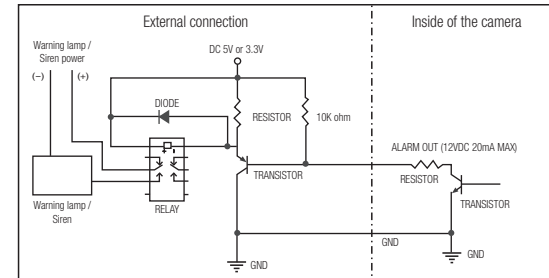 External connection
Inside of the camera
Warning lamp /
Siren power
(−)
(+)
DC 5V or 3.3V
DIODE
RESISTOR
10K ohm
+
-
RELAY
Warning lamp /
Siren
TRANSISTOR
ALARM OUT (12VDC 20mA MAX)
RESISTOR
TRANSISTOR
GND
GND
GND